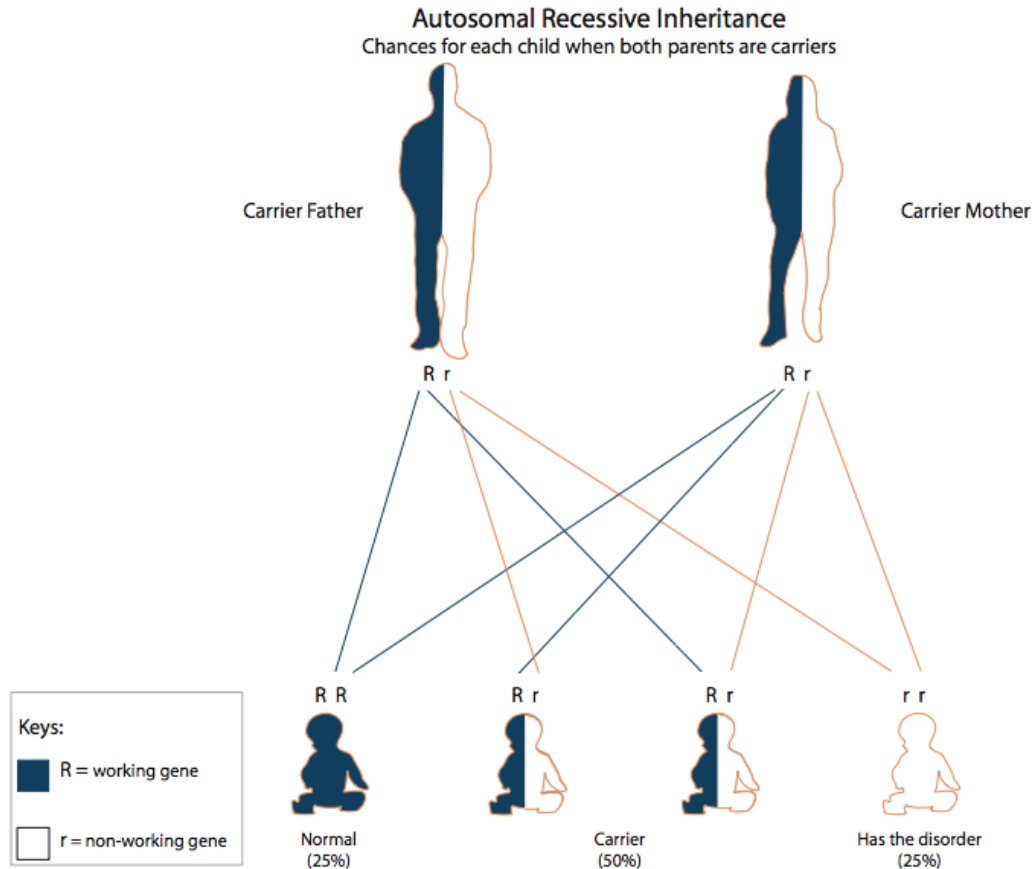 Autosomal Recessive Inheritance
Chances for each child when both parents are carriers
Carrier Father
Carrier Mother
R r
R r
R R
R r
R r
r r
Keys:
R = working gene
r = non-working gene
Normal
(25%)
Carrier
(50%)
Has the disorder
(25%)